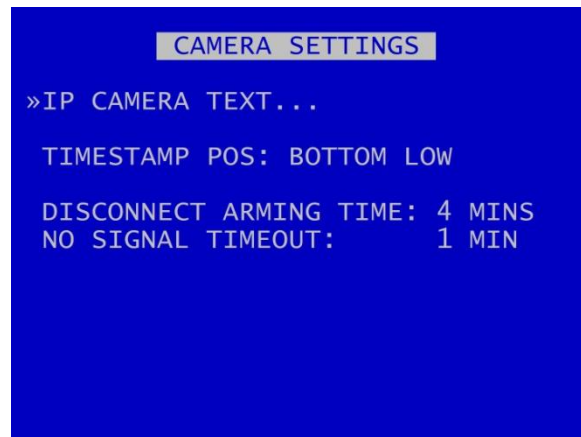 CAMERA SETTINGS
»IP CAMERA TEXT...
TIMESTAMP POS: BOTTOM LOW
DISCONNECT ARMING TIME: 4 MINS
NO SIGNAL TIMEOUT: 1 MIN